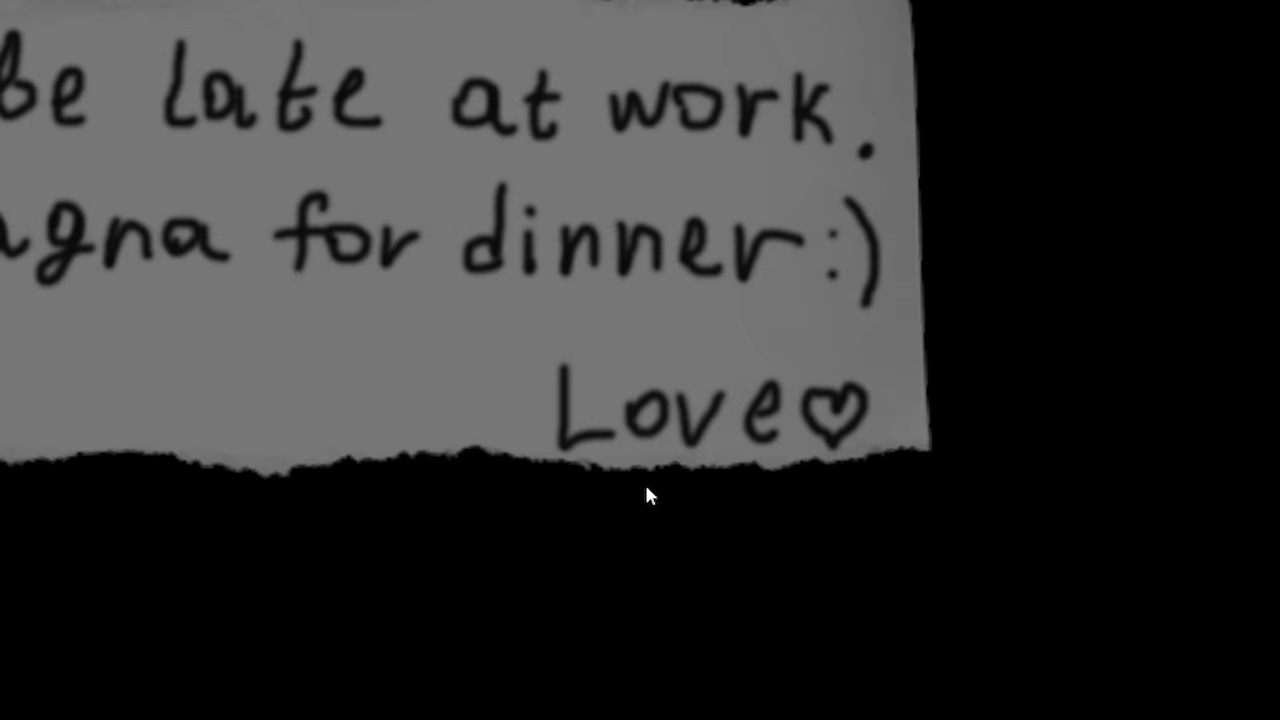 be late at work.
agna for dinner:)
Love♡